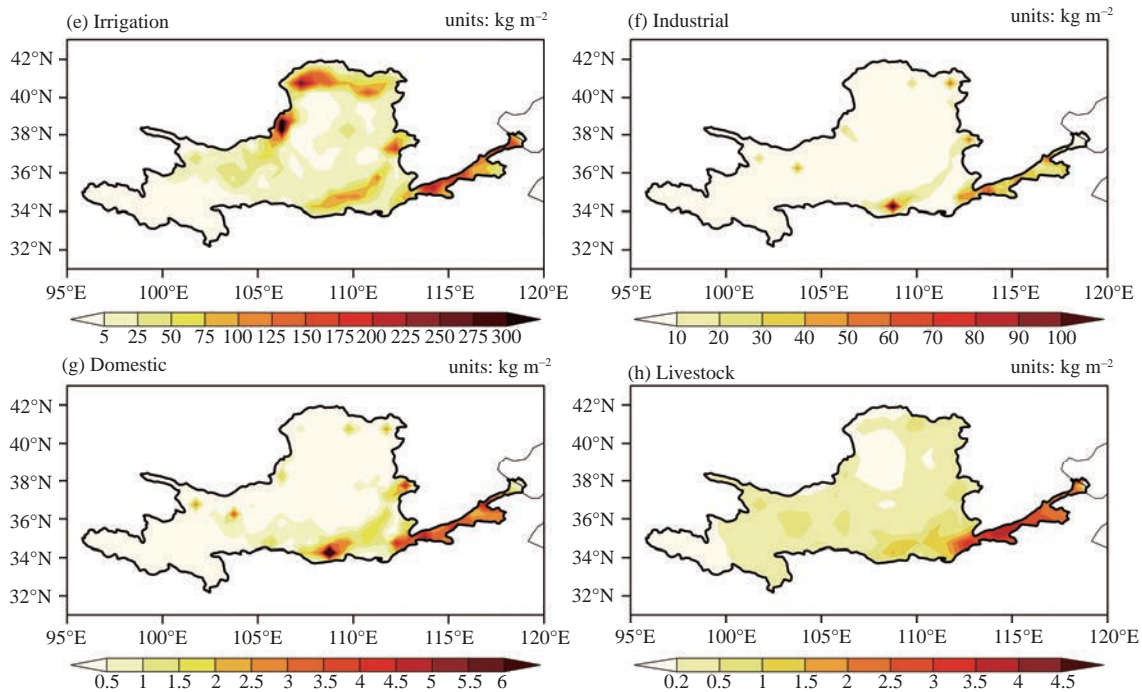 (e) Irrigation units: kg m⁻²
42°N
40°N
38°N
36°N
34°N
32°N
95°E 100°E 105°E 110°E 115°E 120°E
5 25 50 75 100 125 150 175 200 225 250 275 300
(f) Industrial units: kg m⁻²
42°N
40°N
38°N
36°N
34°N
32°N
95°E 100°E 105°E 110°E 115°E 120°E
10 20 30 40 50 60 70 80 90 100
(g) Domestic units: kg m⁻²
42°N
40°N
38°N
36°N
34°N
32°N
95°E 100°E 105°E 110°E 115°E 120°E
0.5 1 1.5 2 2.5 3 3.5 4 4.5 5 5.5 6
(h) Livestock units: kg m⁻²
42°N
40°N
38°N
36°N
34°N
32°N
95°E 100°E 105°E 110°E 115°E 120°E
0.2 0.5 1 1.5 2 2.5 3 3.5 4 4.5